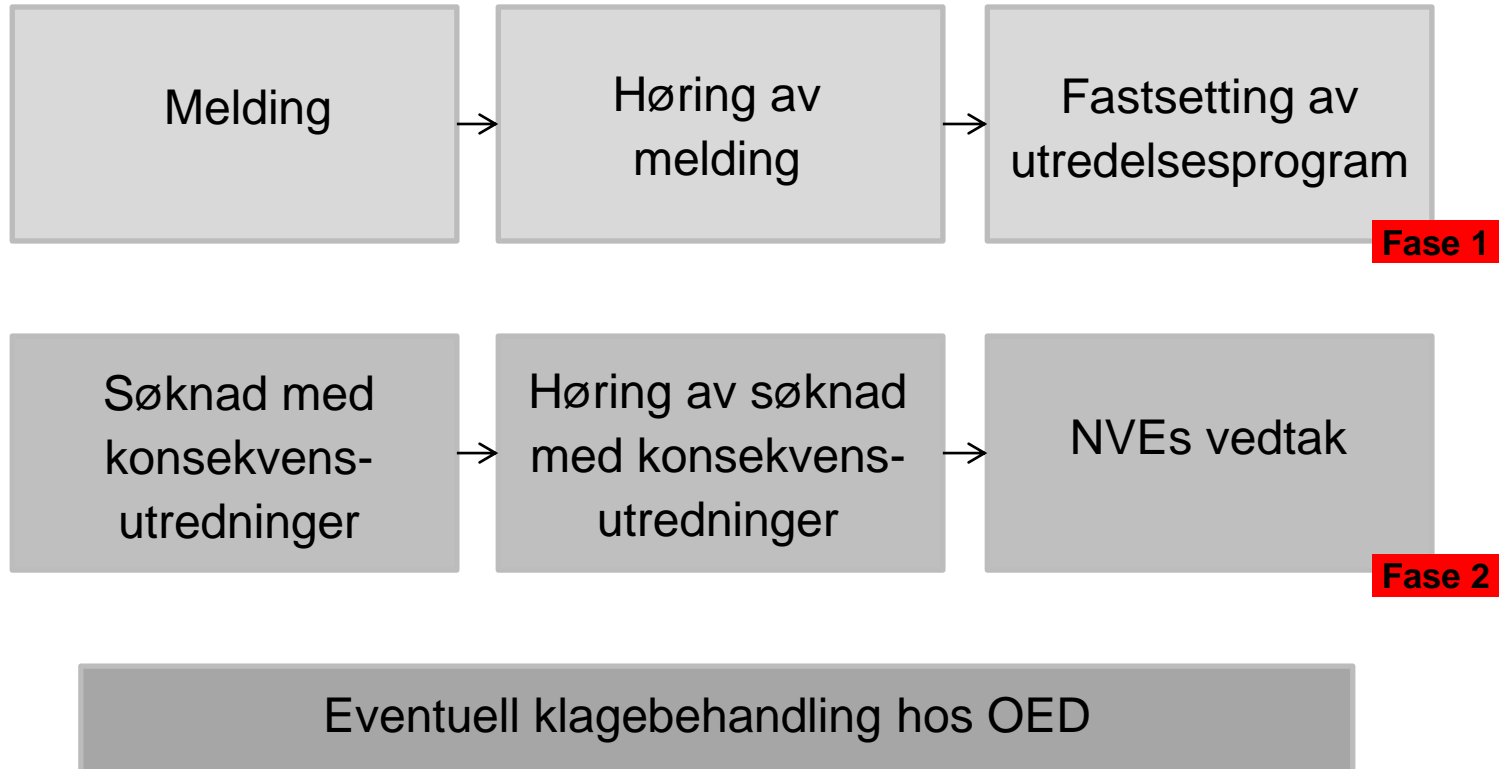 Melding
Høring av
melding
Fastsetting av
utredelsesprogram
Fase 1
Søknad med
konsekvens-
utredninger
Høring av søknad
med konsekvens-
utredninger
NVEs vedtak
Fase 2
Eventuell klagebehandling hos OED